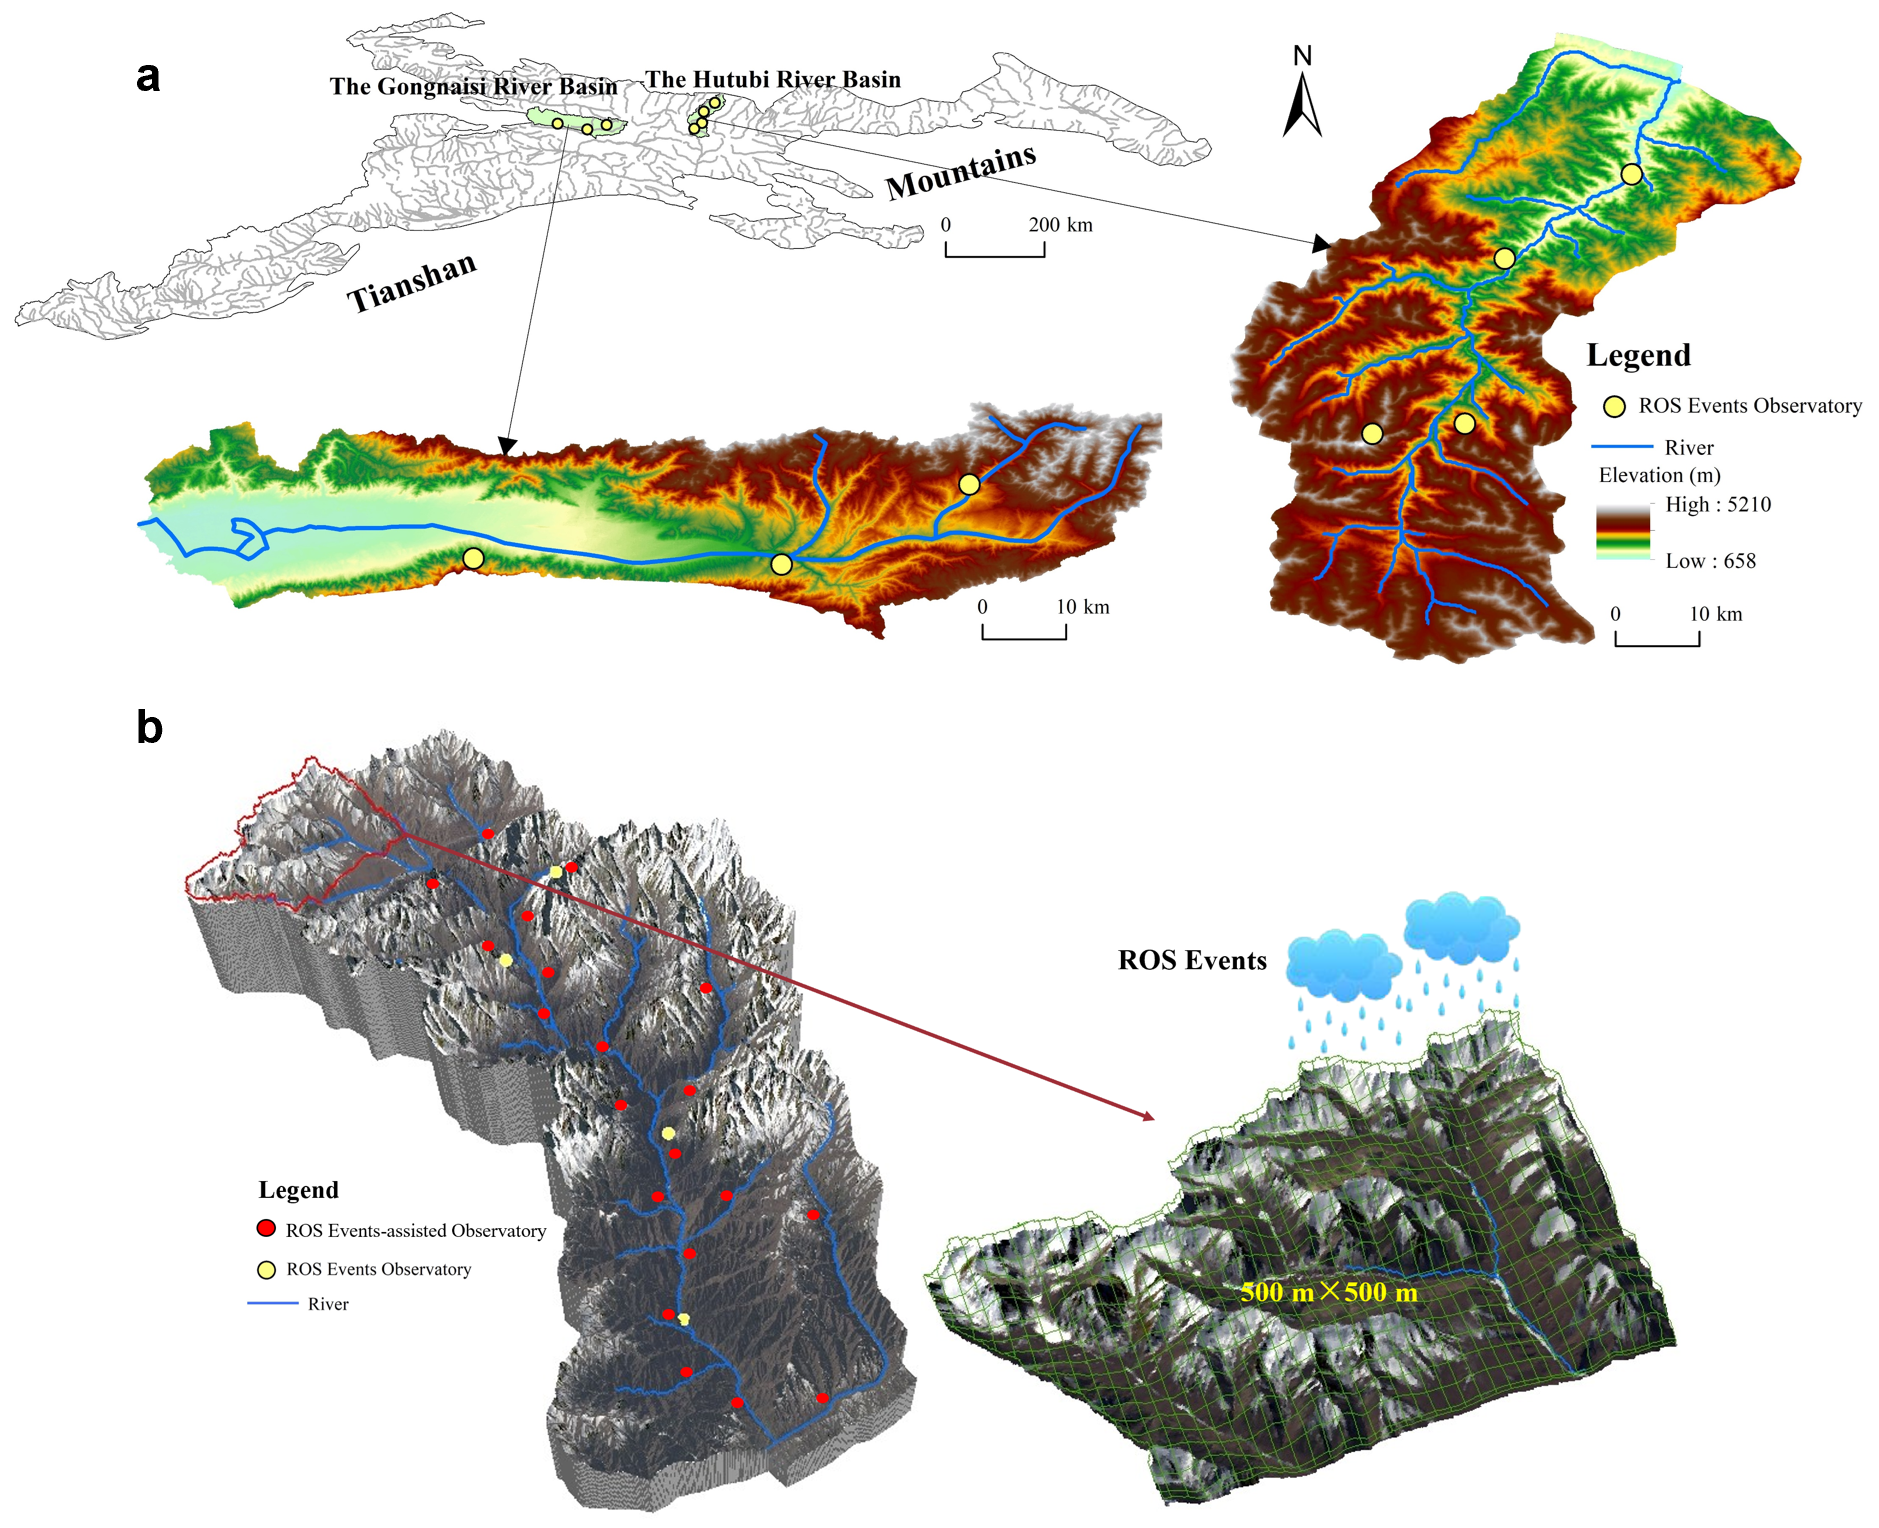 a
The Gongnaisi River Basin
The Hutubi River Basin
N
Mountains
0 200 km
Tianshan
Legend
ROS Events Observatory
River
Elevation (m)
High : 5210
Low : 658
0 10 km
0 10 km
b
ROS Events
Legend
ROS Events-assisted Observatory
ROS Events Observatory
River
500 m×500 m